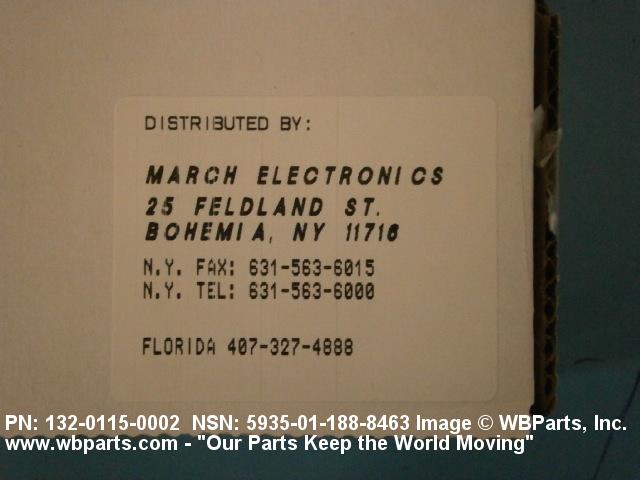 DISTRIBUTED BY:
MARCH ELECTRONICS
25 FELDLAND ST.
BOHEMIA, NY 11716
N.Y. FAX: 631-563-6015
N.Y. TEL: 631-563-6000
FLORIDA 407-327-4888
PN: 132-0115-0002 NSN: 5935-01-188-8463 Image © WBParts, Inc.
www.wbparts.com - "Our Parts Keep the World Moving"